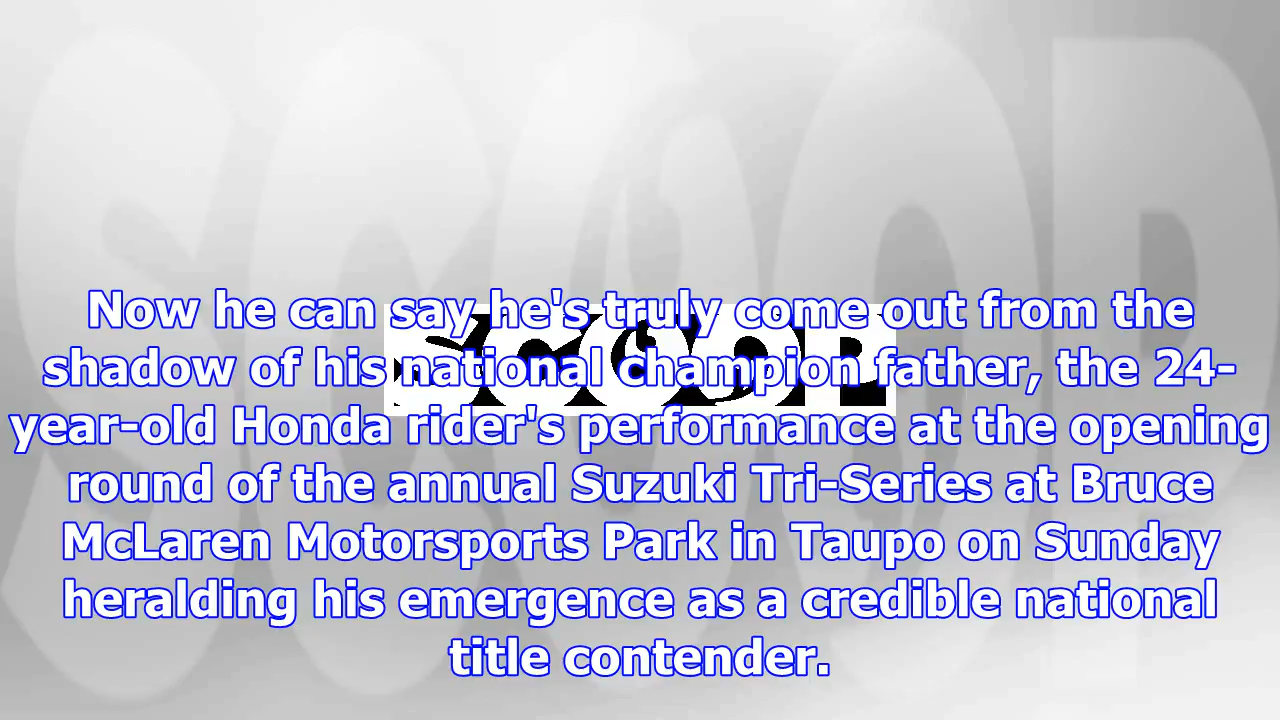 SCOOP
SCOOP
Now he can say he's truly come out from the
shadow of his national champion father, the 24-
year-old Honda rider's performance at the opening
round of the annual Suzuki Tri-Series at Bruce
McLaren Motorsports Park in Taupo on Sunday
heralding his emergence as a credible national
title contender.